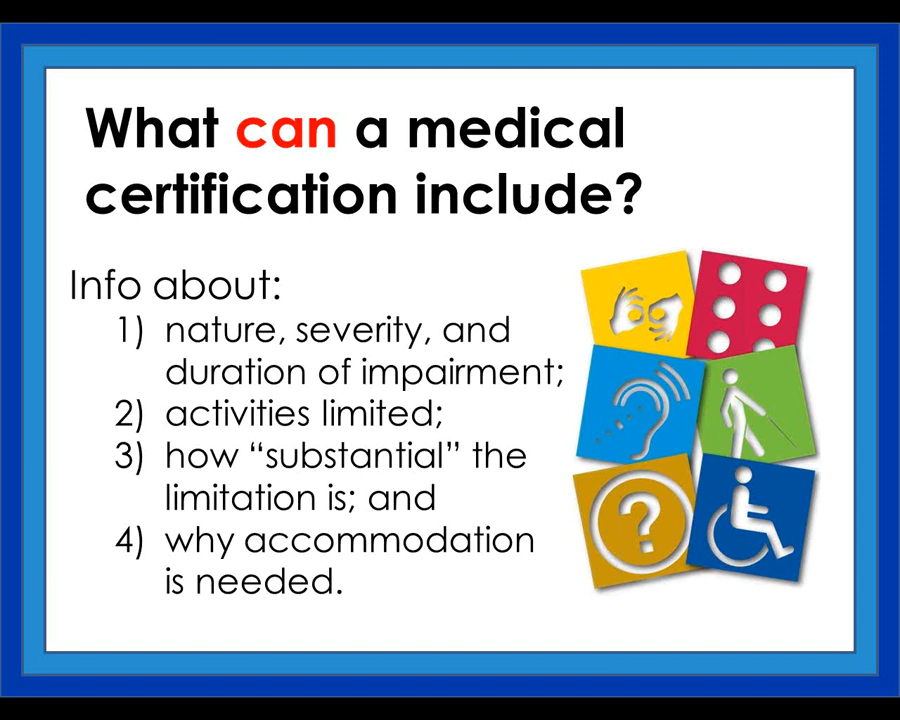 What can a medical
certification include?
Info about:
1) nature, severity, and
duration of impairment;
2) activities limited;
3) how “substantial” the
limitation is; and
4) why accommodation
is needed.
?